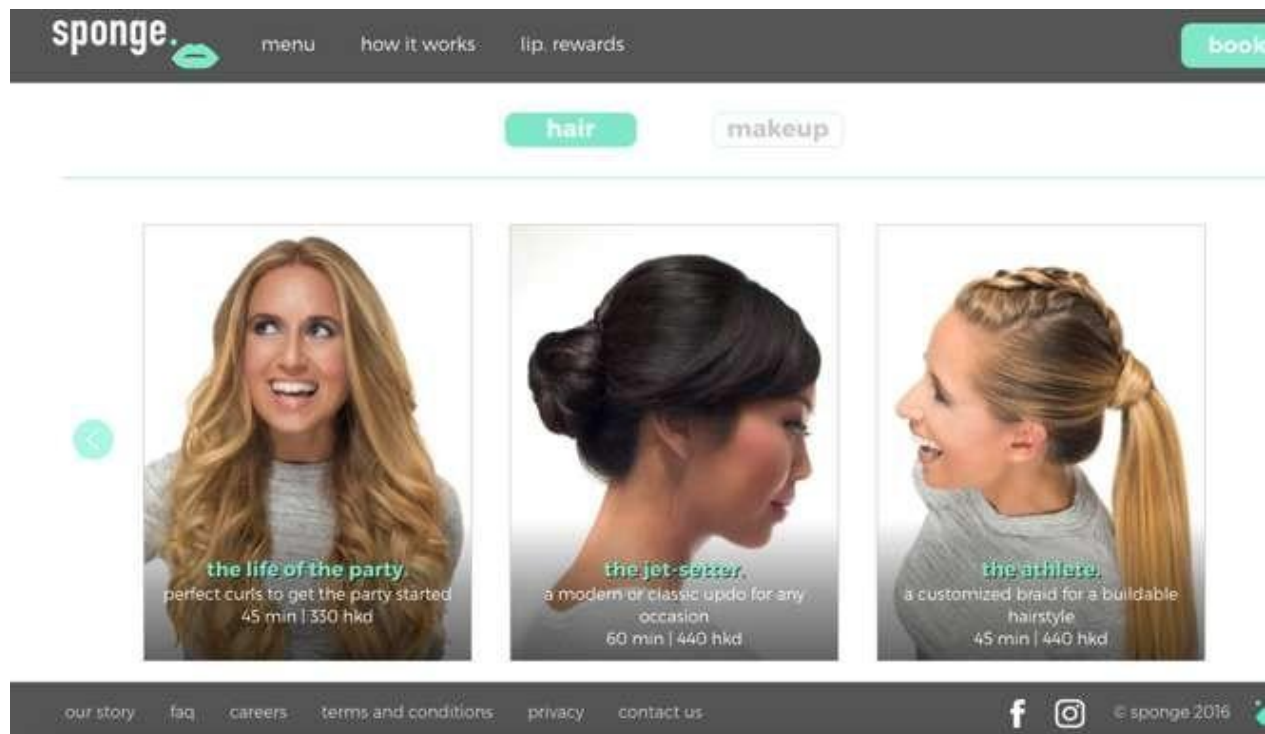 sponge.
menu how it works lip. rewards
book
hair makeup
the life of the party.
perfect curls to get the party started
45 min | 330 hkd
the jet-setter.
a modern or classic updo for any
occasion
60 min | 440 hkd
the athlete.
a customized braid for a buildable
hairstyle
45 min | 440 hkd
our story faq careers terms and conditions privacy contact us
f © sponge 2016